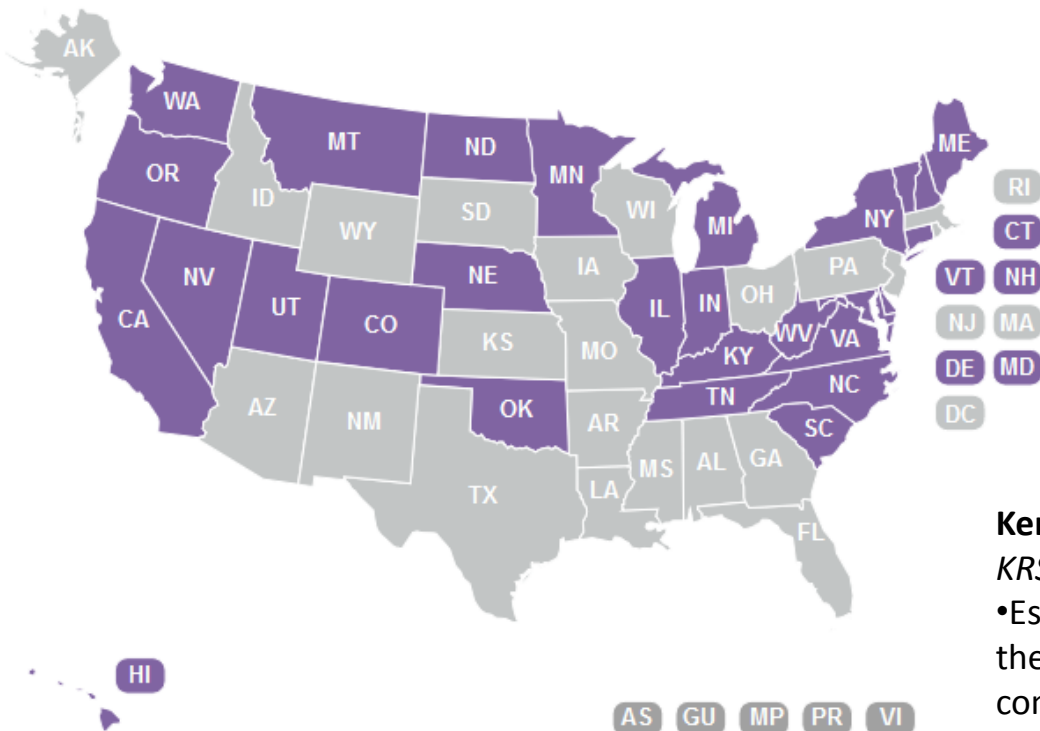 AK
WA
MT
ND
MN
ME
OR
ID
SD
WI
MI
NY
RI
WY
CT
NV
NE
IA
PA
VT NH
UT
CO
IL
IN
OH
CA
WV
VA
NJ MA
KS
MO
KY
DE MD
AZ
NM
OK
AR
TN
NC
DC
SC
TX
LA
MS
AL
GA
FL
KRS
•Es
the
HI
AS GU MP PR VI